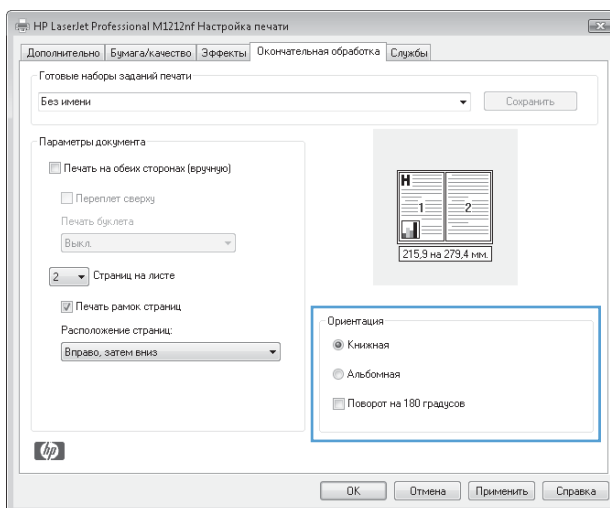 HP LaserJet Professional M1212nf Настройка печати
Дополнительно Бумага/качество Эффекты Окончательная обработка Службы
Готовые наборы заданий печати
Без имени
Сохранить
Параметры документа
Печать на обеих сторонах (вручную)
Переплет сверху
Печать буклета
Выкл.
2 Страниц на листе
Печать рамок страниц
Расположение страниц:
Вправо, затем вниз
H
1 2
215,9 на 279,4 мм.
Ориентация
Книжная
Альбомная
Поворот на 180 градусов
hp
OK Отмена Применить Справка